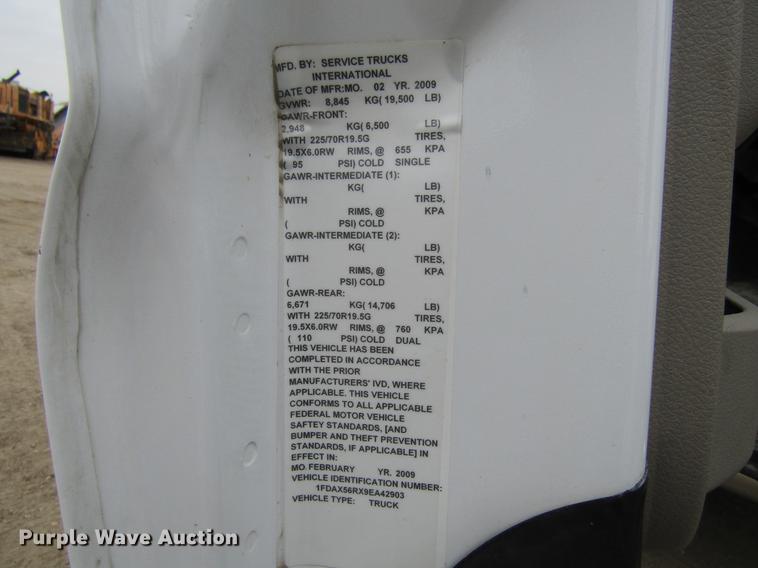 MFD. BY: SERVICE TRUCKS
INTERNATIONAL
DATE OF MFR:MO. 02 YR. 2009
GVWR: 8,845 KG( 19,500 LB)
GAWR-FRONT:
2,948 KG( 6,500 LB)
WITH 225/70R19.5G TIRES,
19.5X6.0RW RIMS, @ 655 KPA
( 95 PSI) COLD SINGLE
GAWR-INTERMEDIATE (1):
KG( LB)
WITH TIRES,
RIMS, @ KPA
( PSI) COLD
GAWR-INTERMEDIATE (2):
KG( LB)
WITH TIRES,
RIMS, @ KPA
( PSI) COLD
GAWR-REAR:
6,671 KG( 14,706 LB)
WITH 225/70R19.5G TIRES,
19.5X6.0RW RIMS, @ 760 KPA
( 110 PSI) COLD DUAL
THIS VEHICLE HAS BEEN
COMPLETED IN ACCORDANCE
WITH THE PRIOR
MANUFACTURERS' IVD, WHERE
APPLICABLE. THIS VEHICLE
CONFORMS TO ALL APPLICABLE
FEDERAL MOTOR VEHICLE
SAFTEY STANDARDS, [AND
BUMPER AND THEFT PREVENTION
STANDARDS, IF APPLICABLE] IN
EFFECT IN:
MO. FEBRUARY YR. 2009
VEHICLE IDENTIFICATION NUMBER:
1FDAX56RX9EA42903
VEHICLE TYPE: TRUCK
Purple Wave Auction